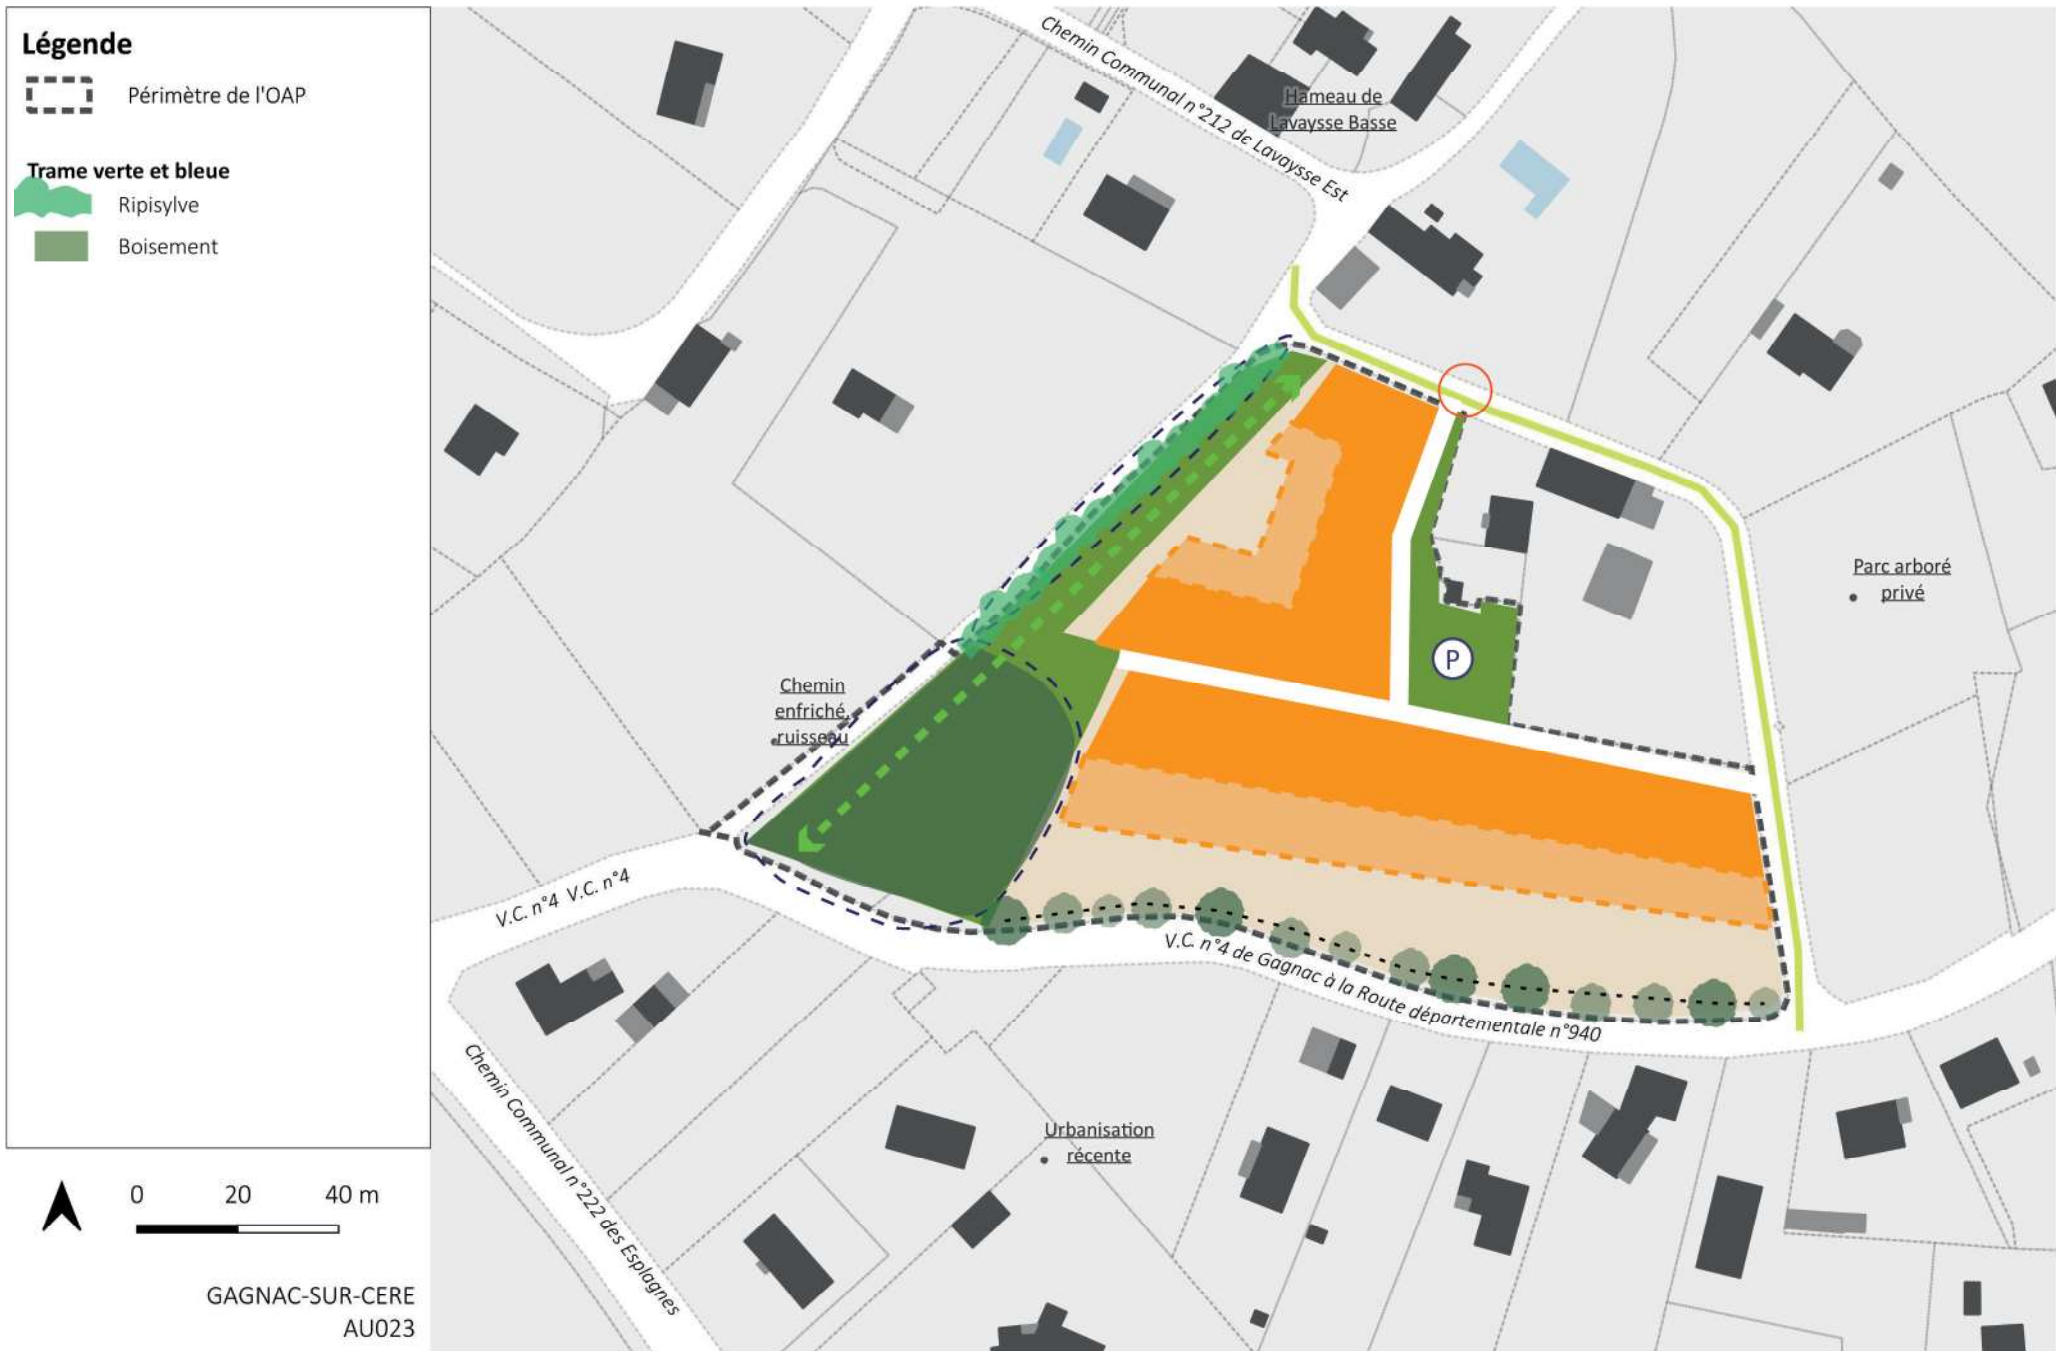 Légende
Périmètre de l'OAP
Trame verte et bleue
Ripisylve
Boisement
0 20 40 m
GAGNAC-SUR-CERE
AU023
Chemin Communal n°212 de Lavaysse Est
Hameau de
Lavaysse Basse
Parc arboré
privé
P
Chemin
enfriché,
ruisseau
V.C. n°4 V.C. n°4
V.C. n°4 de Gagnac à la Route départementale n°940
Chemin Communal n°222 des Esplagnes
Urbanisation
récente